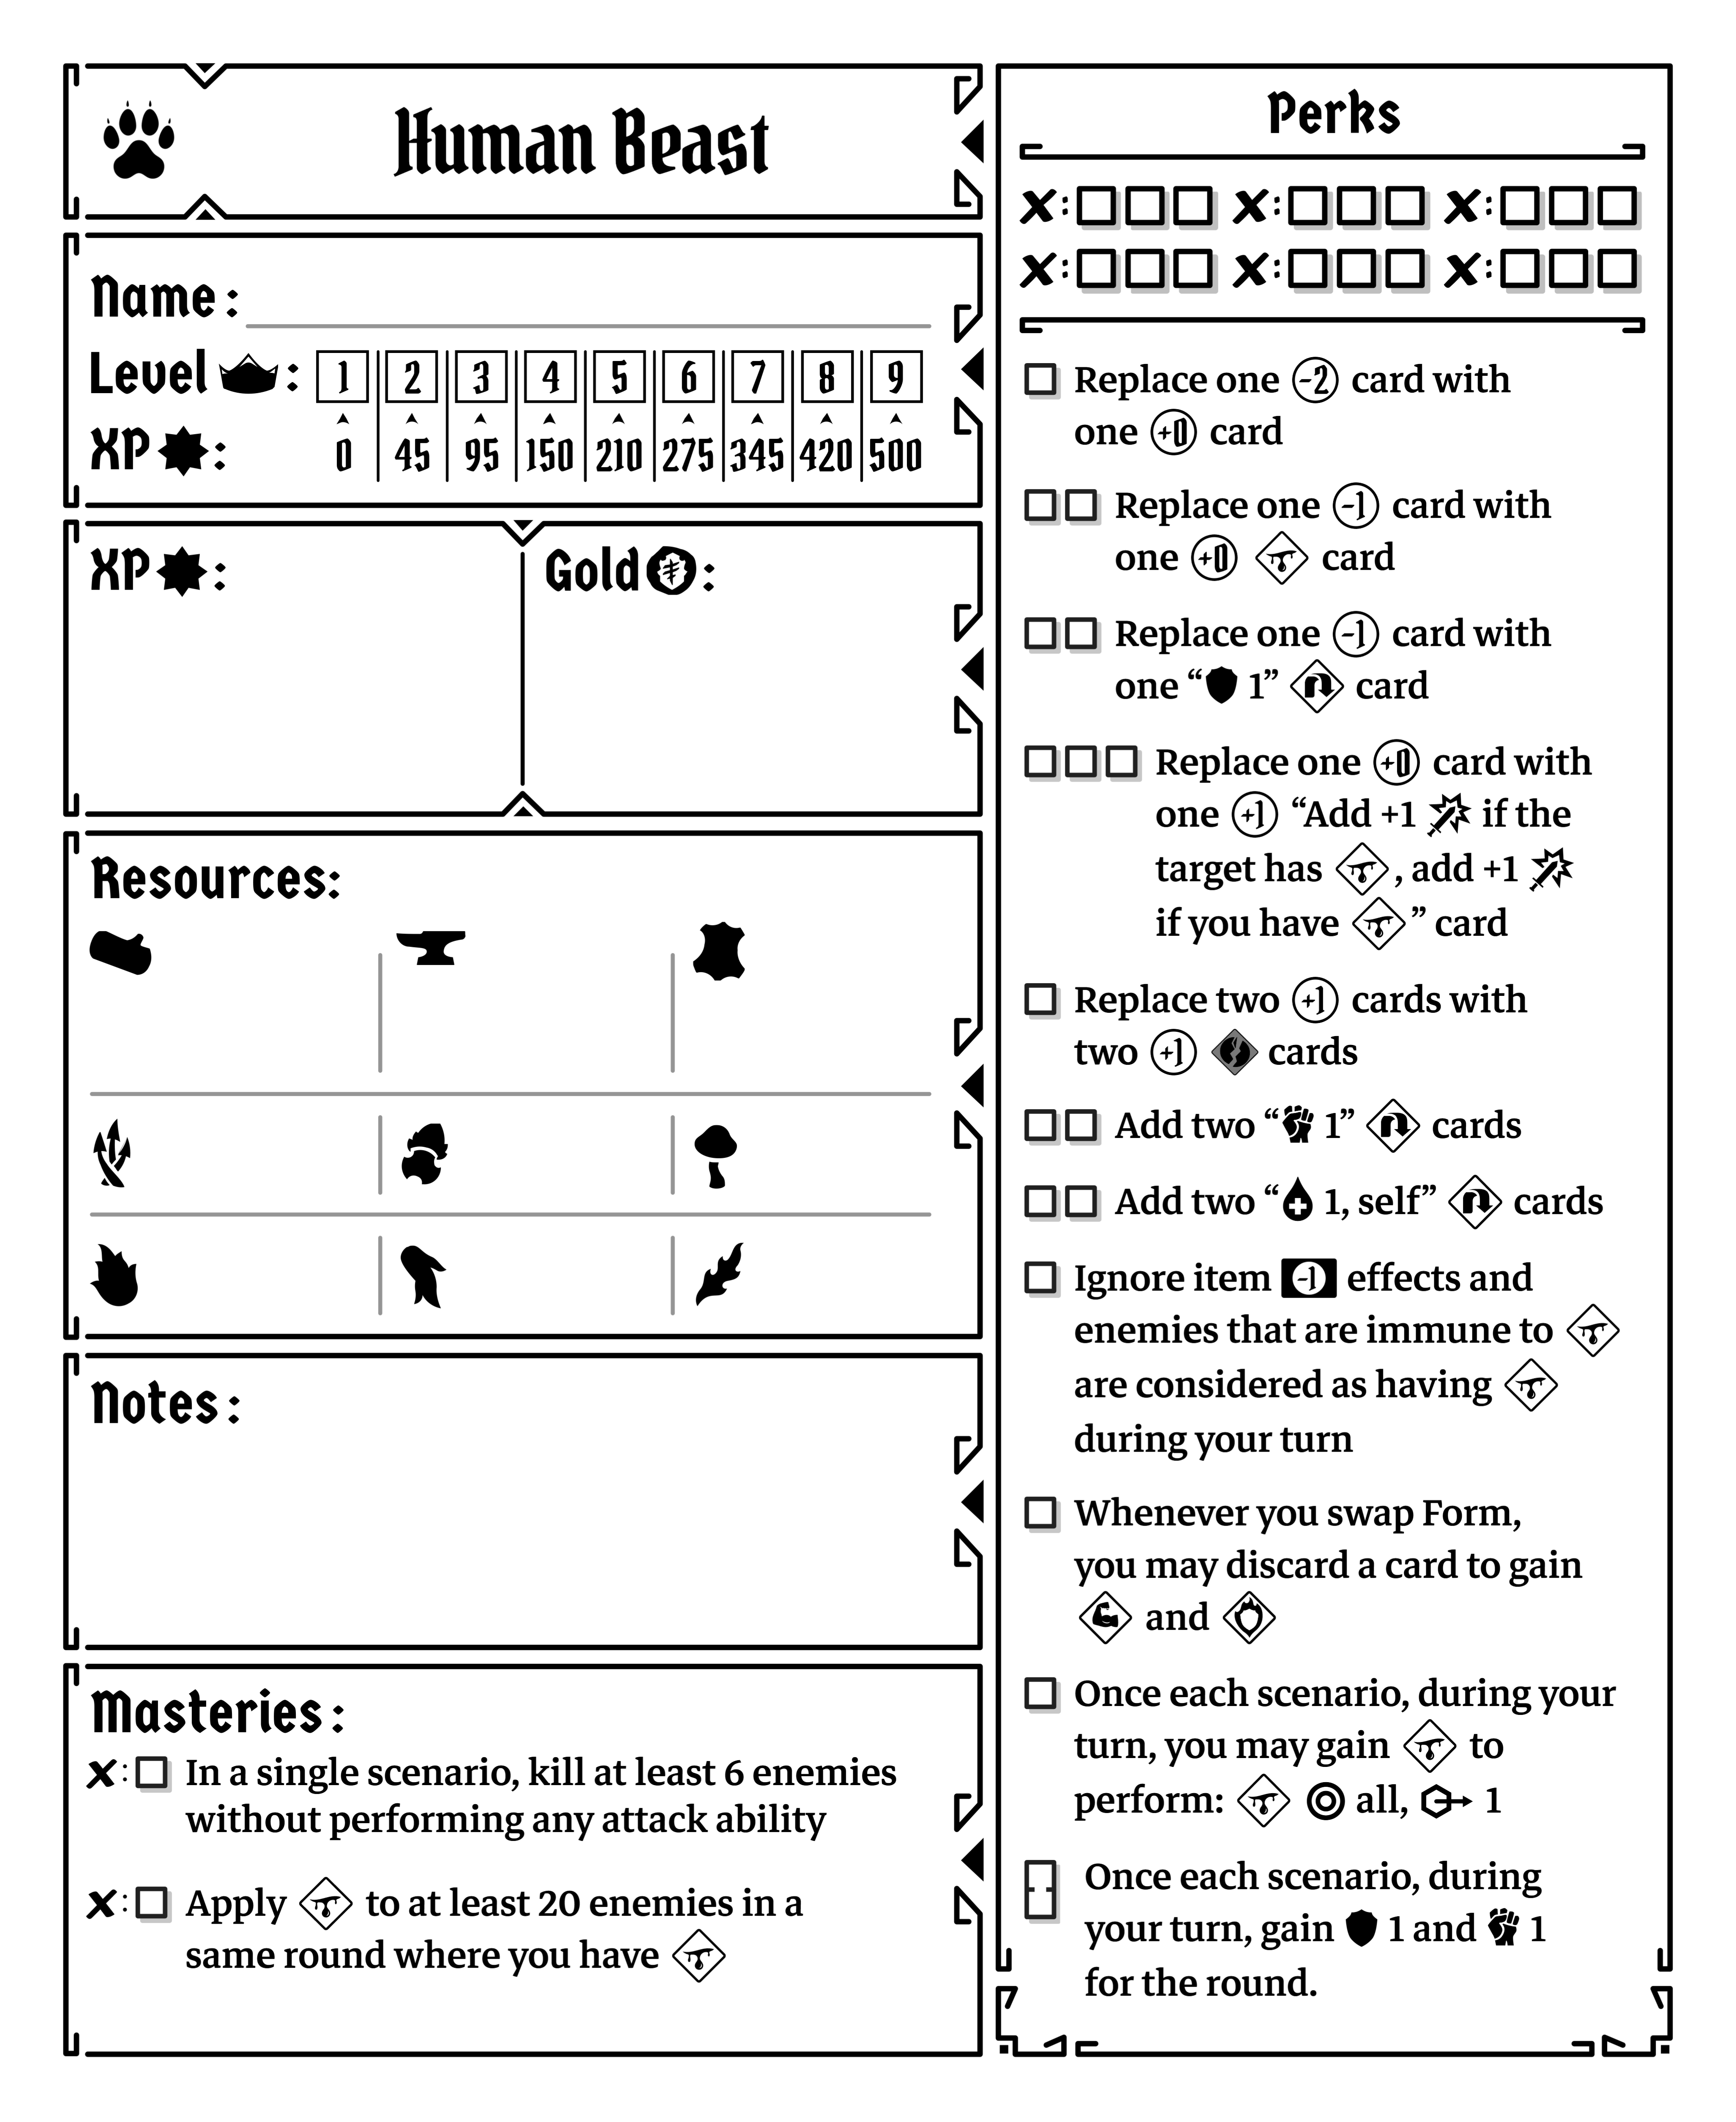 Human Beast
Name :
Level : 1 2 3 4 5 6 7 8 9
XP : 0 45 95 150 210 275 345 420 500
XP :
Gold :
Resources:
Notes :
Masteries :
x : In a single scenario, kill at least 6 enemies
without performing any attack ability
x : Apply to at least 20 enemies in a
same round where you have
Perks
x : x : x :
x : x : x :
Replace one -2 card with
one +0 card
Replace one -1 card with
one +0 card
Replace one -1 card with
one “ 1” card
Replace one +0 card with
one +1 “Add +1 if the
target has , add +1
if you have ” card
Replace two +1 cards with
two +1 cards
Add two “ 1” cards
Add two “ 1, self” cards
Ignore item -1 effects and
enemies that are immune to
are considered as having
during your turn
Whenever you swap Form,
you may discard a card to gain
and
Once each scenario, during your
turn, you may gain to
perform: all, 1
Once each scenario, during
your turn, gain 1 and 1
for the round.